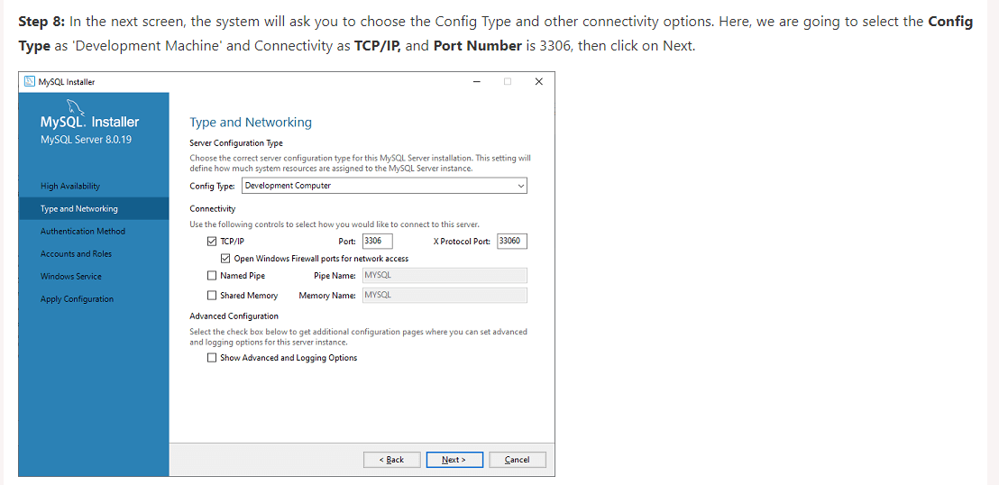 Step 8: In the next screen, the system will ask you to choose the Config Type and other connectivity options. Here, we are going to select the Config
Type as 'Development Machine' and Connectivity as TCP/IP, and Port Number is 3306, then click on Next.
MySQL Installer
MySQL. Installer
MySQL Server 8.0.19
High Availability
Type and Networking
Authentication Method
Accounts and Roles
Windows Service
Apply Configuration
Type and Networking
Server Configuration Type
Choose the correct server configuration type for this MySQL Server installation. This setting will
define how much system resources are assigned to the MySQL Server instance.
Config Type: Development Computer
Connectivity
Use the following controls to select how you would like to connect to this server.
TCP/IP Port: 3306 X Protocol Port: 33060
Open Windows Firewall ports for network access
Named Pipe Pipe Name: MYSQL
Shared Memory Memory Name: MYSQL
Advanced Configuration
Select the check box below to get additional configuration pages where you can set advanced
and logging options for this server instance.
Show Advanced and Logging Options
< Back Next > Cancel